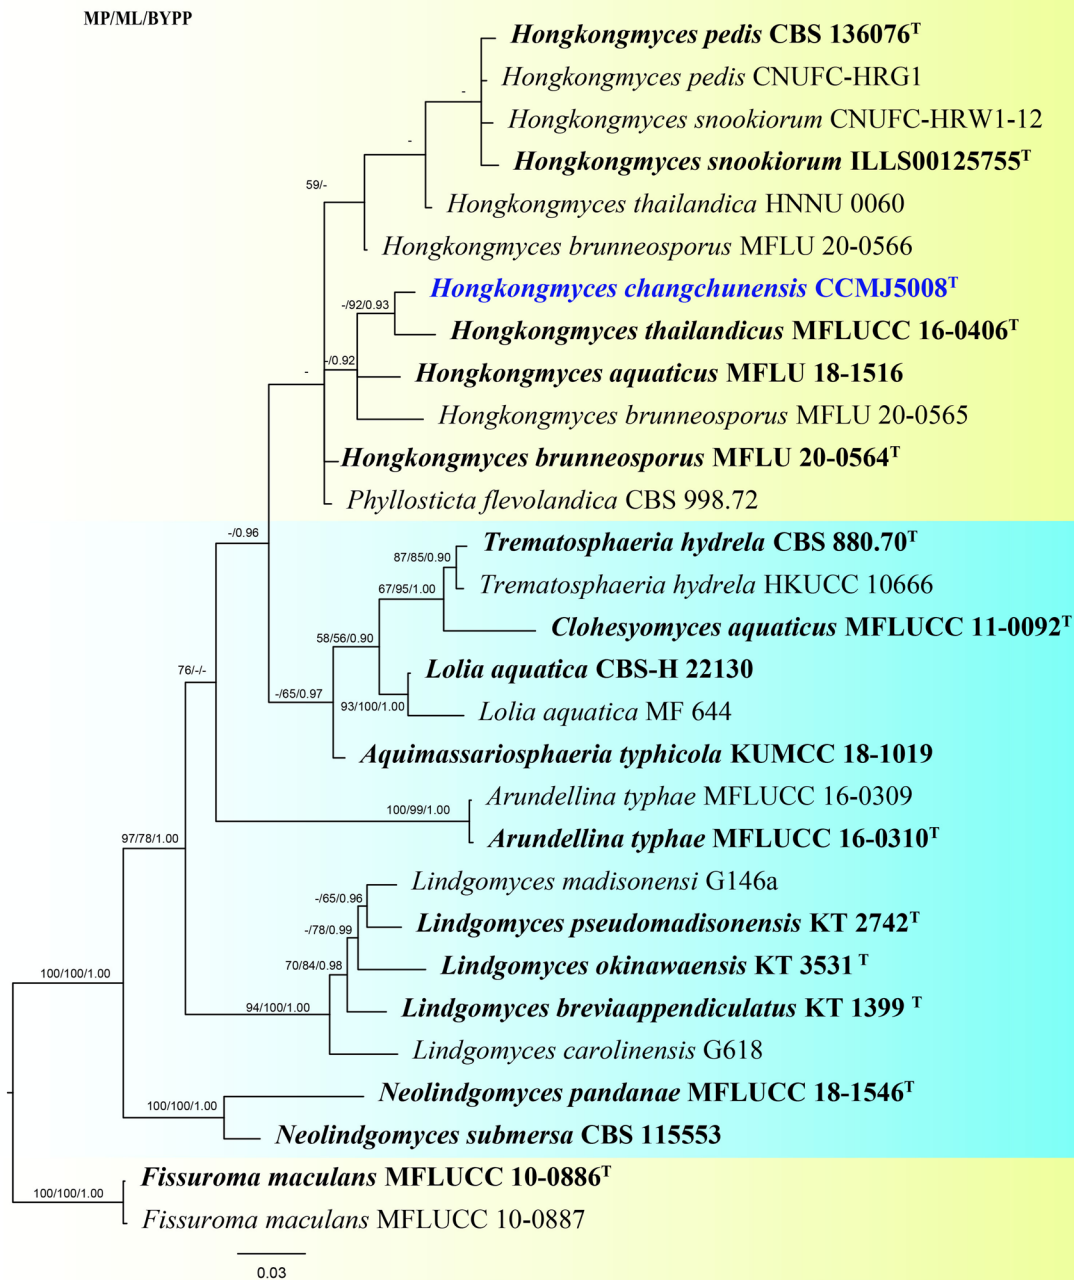 MP/ML/BYPP
Hongkongmyces pedis CBS 136076T
Hongkongmyces pedis CNUFC-HRG1
-
Hongkongmyces snookiorum CNUFC-HRW1-12
-
Hongkongmyces snookiorum ILLS00125755T
59/-
Hongkongmyces thailandica HNNU 0060
Hongkongmyces brunneosporus MFLU 20-0566
Hongkongmyces changchunensis CCMJ5008T
-/92/0.93
Hongkongmyces thailandicus MFLUCC 16-0406T
-/0.92
-
Hongkongmyces aquaticus MFLU 18-1516
Hongkongmyces brunneosporus MFLU 20-0565
Hongkongmyces brunneosporus MFLU 20-0564T
Phyllosticta flevolandica CBS 998.72
-/0.96
Trematosphaeria hydrela CBS 880.70T
87/85/0.90
Trematosphaeria hydrela HKUCC 10666
67/95/1.00
Clohesyomyces aquaticus MFLUCC 11-0092T
58/56/0.90
Lolia aquatica CBS-H 22130
76/-/-
-/65/0.97
93/100/1.00
Lolia aquatica MF 644
Aquimassariosphaeria typhicola KUMCC 18-1019
Arundellina typhae MFLUCC 16-0309
100/99/1.00
Arundellina typhae MFLUCC 16-0310T
97/78/1.00
Lindgomyces madisonensi G146a
-/65/0.96
Lindgomyces pseudomadisonensis KT 2742T
-/78/0.99
Lindgomyces okinawaensis KT 3531 T
70/84/0.98
100/100/1.00
94/100/1.00
Lindgomyces breviaappendiculatus KT 1399 T
Lindgomyces carolinensis G618
Neolindgomyces pandanae MFLUCC 18-1546T
100/100/1.00
Neolindgomyces submersa CBS 115553
Fissuroma maculans MFLUCC 10-0886T
100/100/1.00
Fissuroma maculans MFLUCC 10-0887
0.03